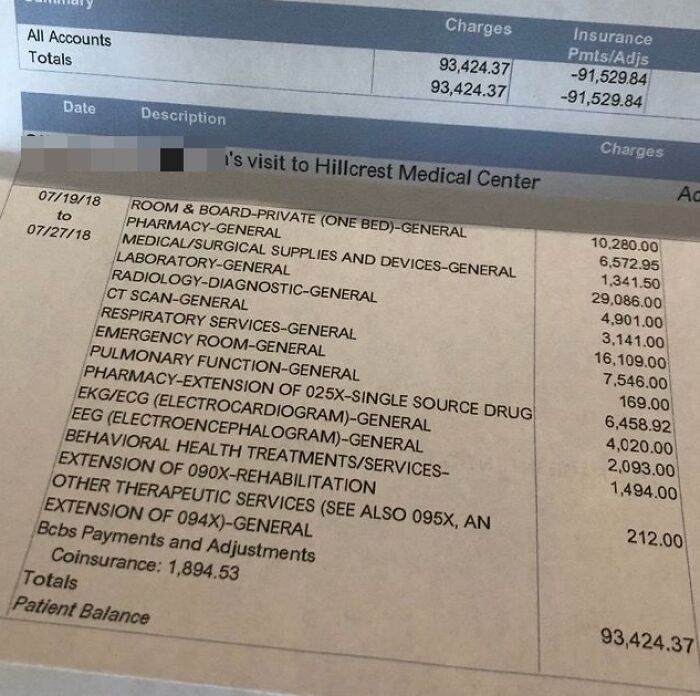 Summary
Charges Insurance Pmts/Adjs
All Accounts 93,424.37 -91,529.84
Totals 93,424.37 -91,529.84
Date Description Charges
's visit to Hillcrest Medical Center
07/19/18 to 07/27/18
ROOM & BOARD-PRIVATE (ONE BED)-GENERAL 10,280.00
PHARMACY-GENERAL 6,572.95
MEDICAL/SURGICAL SUPPLIES AND DEVICES-GENERAL 1,341.50
LABORATORY-GENERAL 29,086.00
RADIOLOGY-DIAGNOSTIC-GENERAL 4,901.00
CT SCAN-GENERAL 3,141.00
RESPIRATORY SERVICES-GENERAL 16,109.00
EMERGENCY ROOM-GENERAL 7,546.00
PULMONARY FUNCTION-GENERAL 169.00
PHARMACY-EXTENSION OF 025X-SINGLE SOURCE DRUG 6,458.92
EKG/ECG (ELECTROCARDIOGRAM)-GENERAL 4,020.00
EEG (ELECTROENCEPHALOGRAM)-GENERAL 2,093.00
BEHAVIORAL HEALTH TREATMENTS/SERVICES- 1,494.00
EXTENSION OF 090X-REHABILITATION
OTHER THERAPEUTIC SERVICES (SEE ALSO 095X, AN 212.00
EXTENSION OF 094X)-GENERAL
Bcbs Payments and Adjustments
Coinsurance: 1,894.53
Totals 93,424.37
Patient Balance